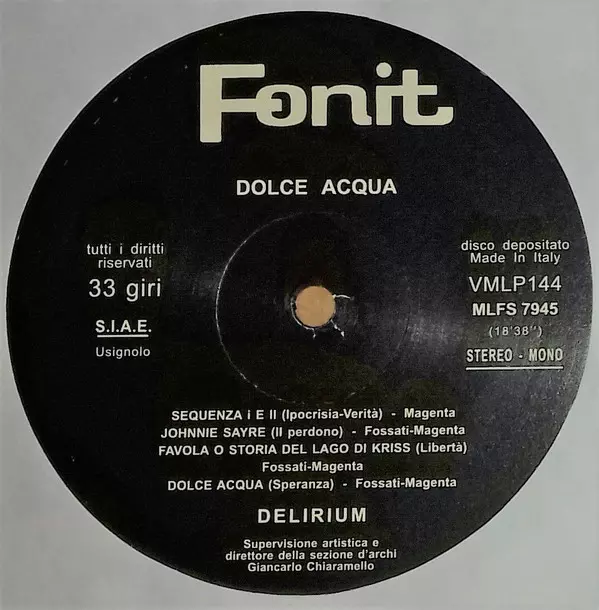 Fonit
DOLCE ACQUA
tutti i diritti
riservati
33 giri
S.I.A.E.
Usignolo
disco depositato
Made In Italy
VMLP144
MLFS 7945
(18'38")
STEREO - MONO
SEQUENZA i E II (Ipocrisia-Verità) - Magenta
JOHNNIE SAYRE (Il perdono) - Fossati-Magenta
FAVOLA O STORIA DEL LAGO DI KRISS (Libertà)
Fossati-Magenta
DOLCE ACQUA (Speranza) - Fossati-Magenta
DELIRIUM
Supervisione artistica e
direttore della sezione d'archi
Giancarlo Chiaramello